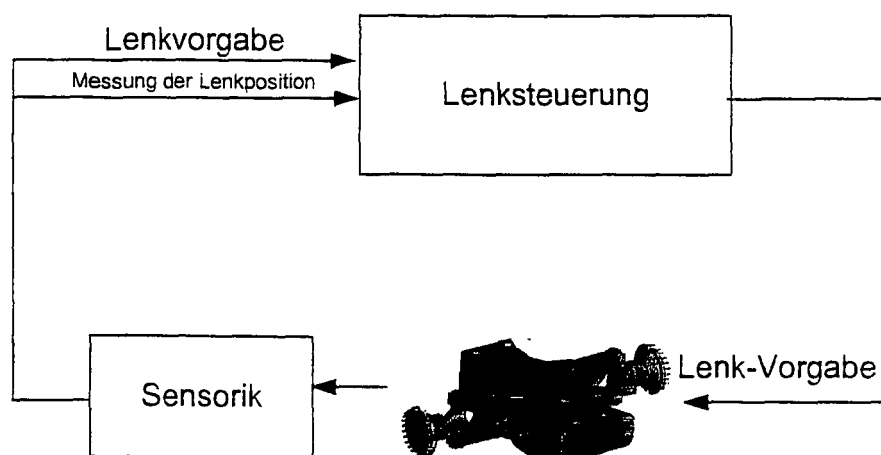 Lenkvorgabe
Messung der Lenkposition
Lenksteuerung
Lenk-Vorgabe
Sensorik